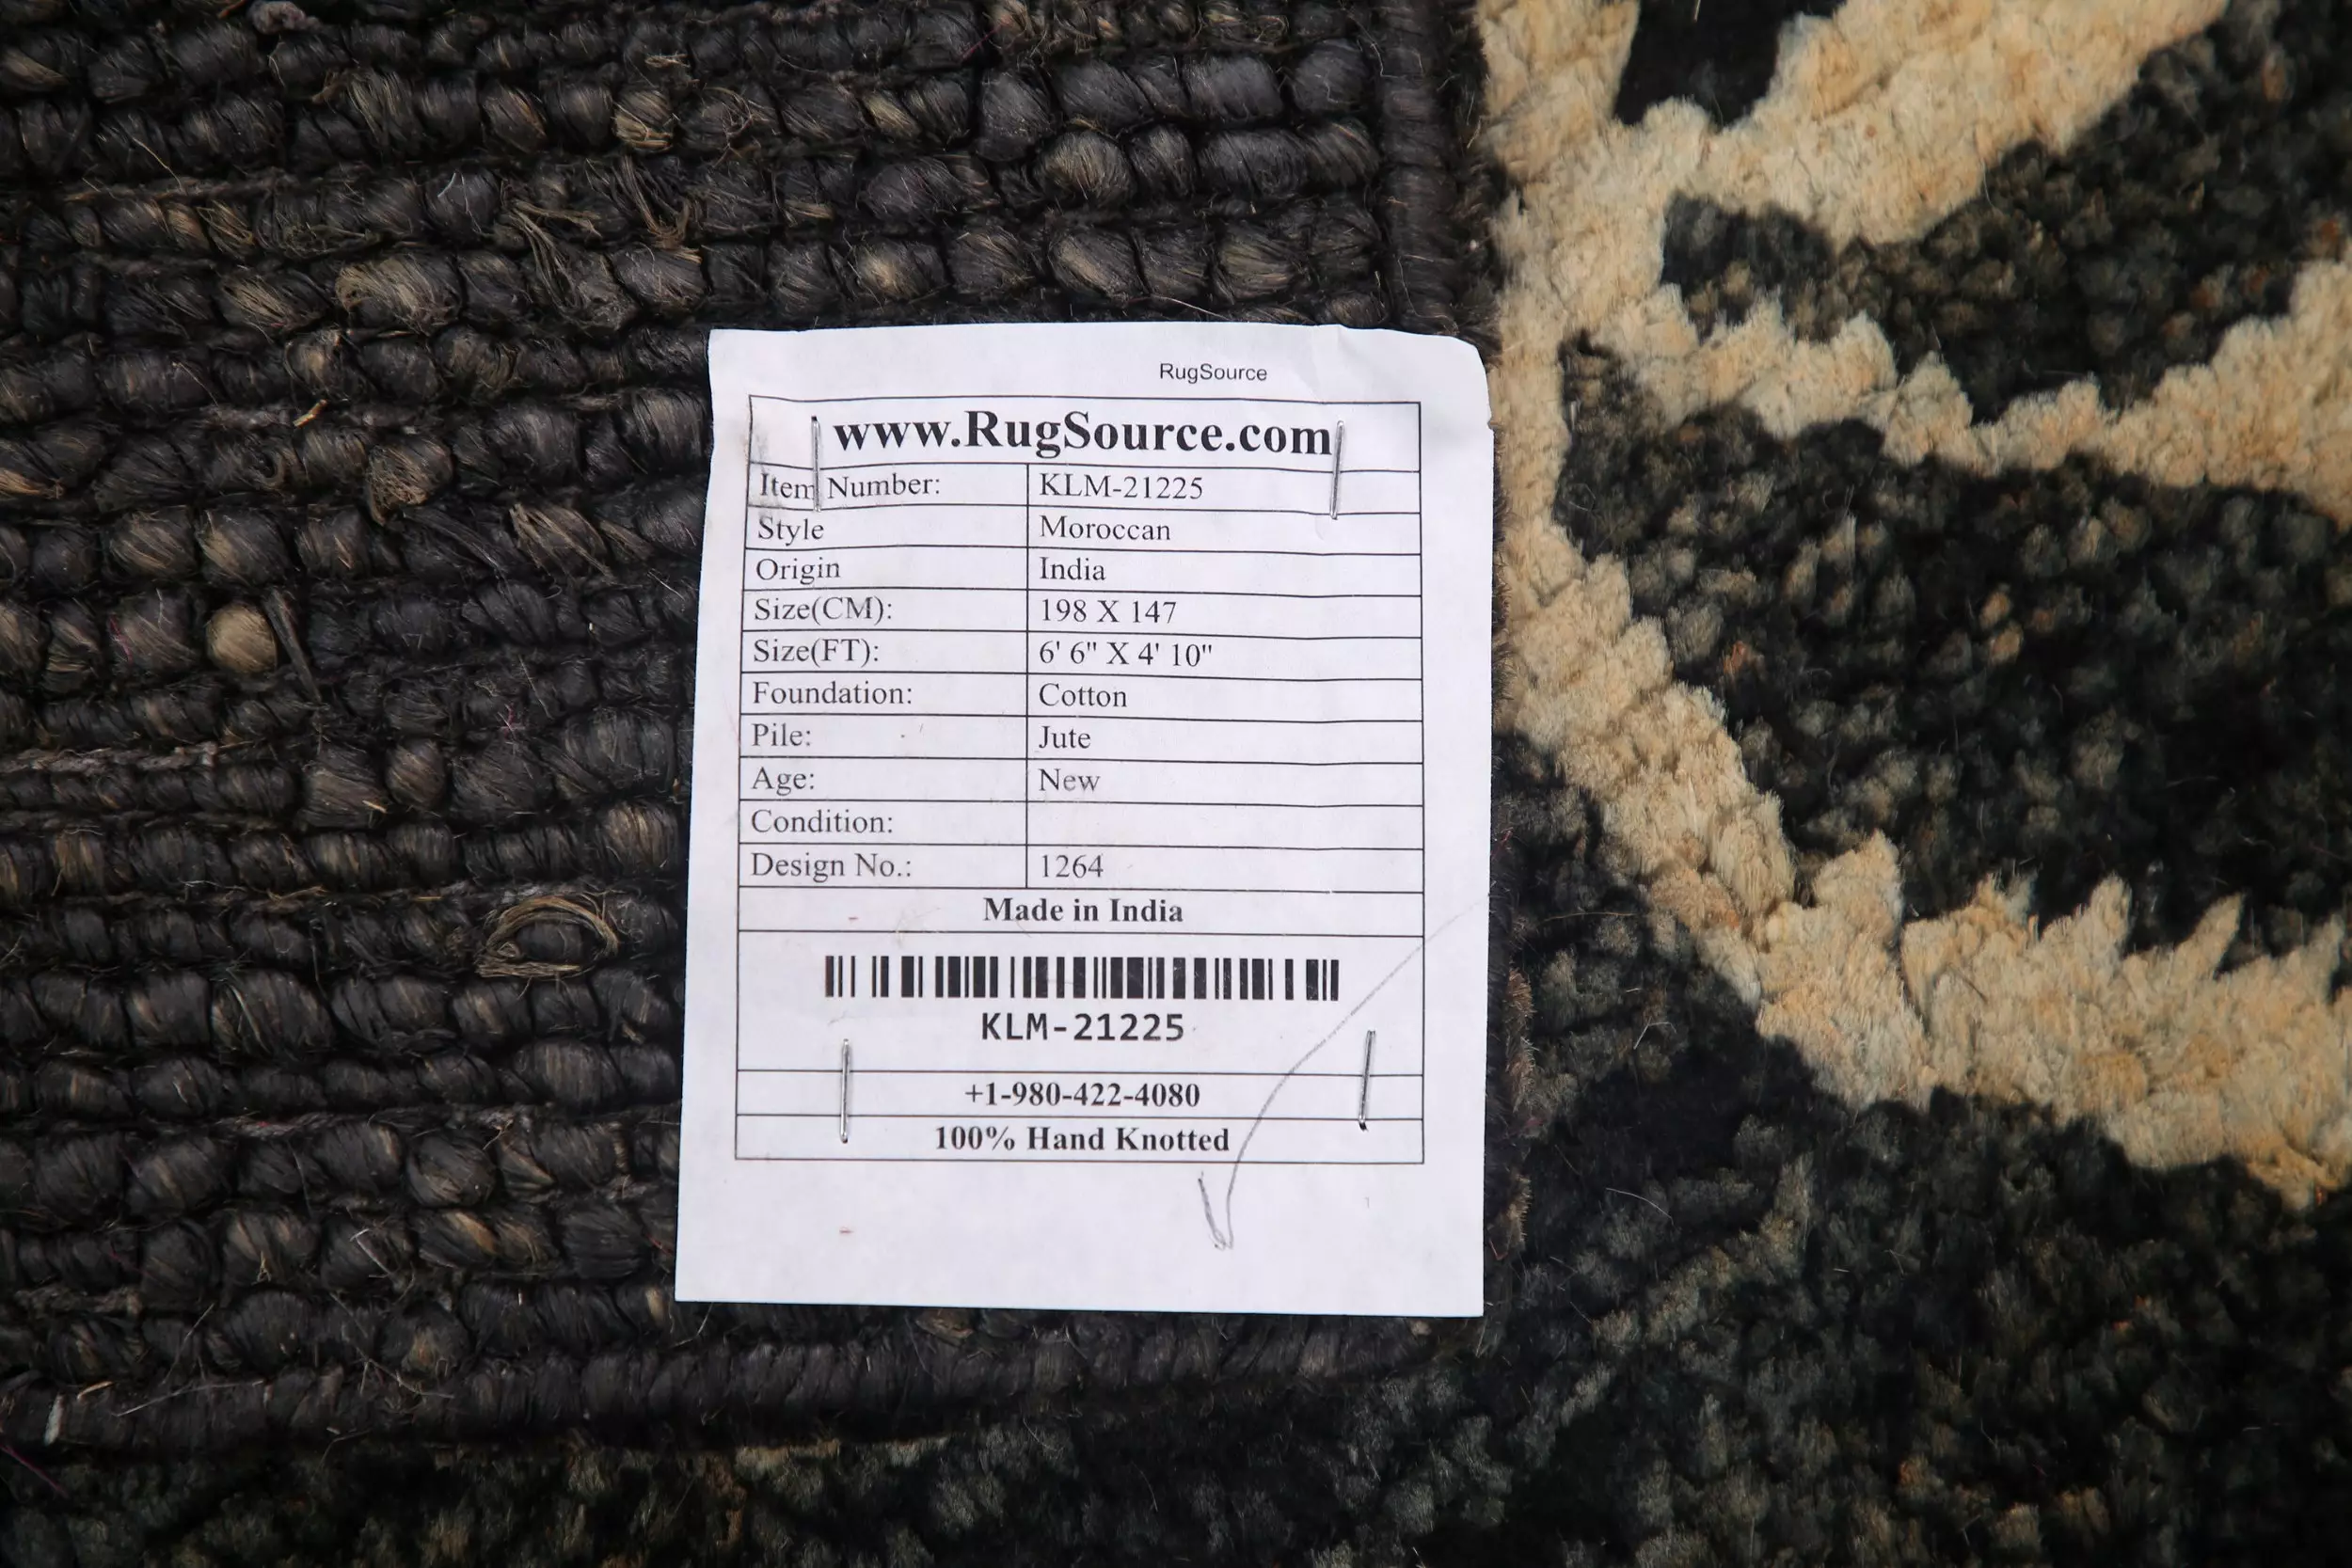 RugSource
www.RugSource.com
Item Number: KLM-21225
Style Moroccan
Origin India
Size(CM): 198 X 147
Size(FT): 6' 6" X 4' 10"
Foundation: Cotton
Pile: Jute
Age: New
Condition:
Design No.: 1264
Made in India
KLM-21225
+1-980-422-4080
100% Hand Knotted